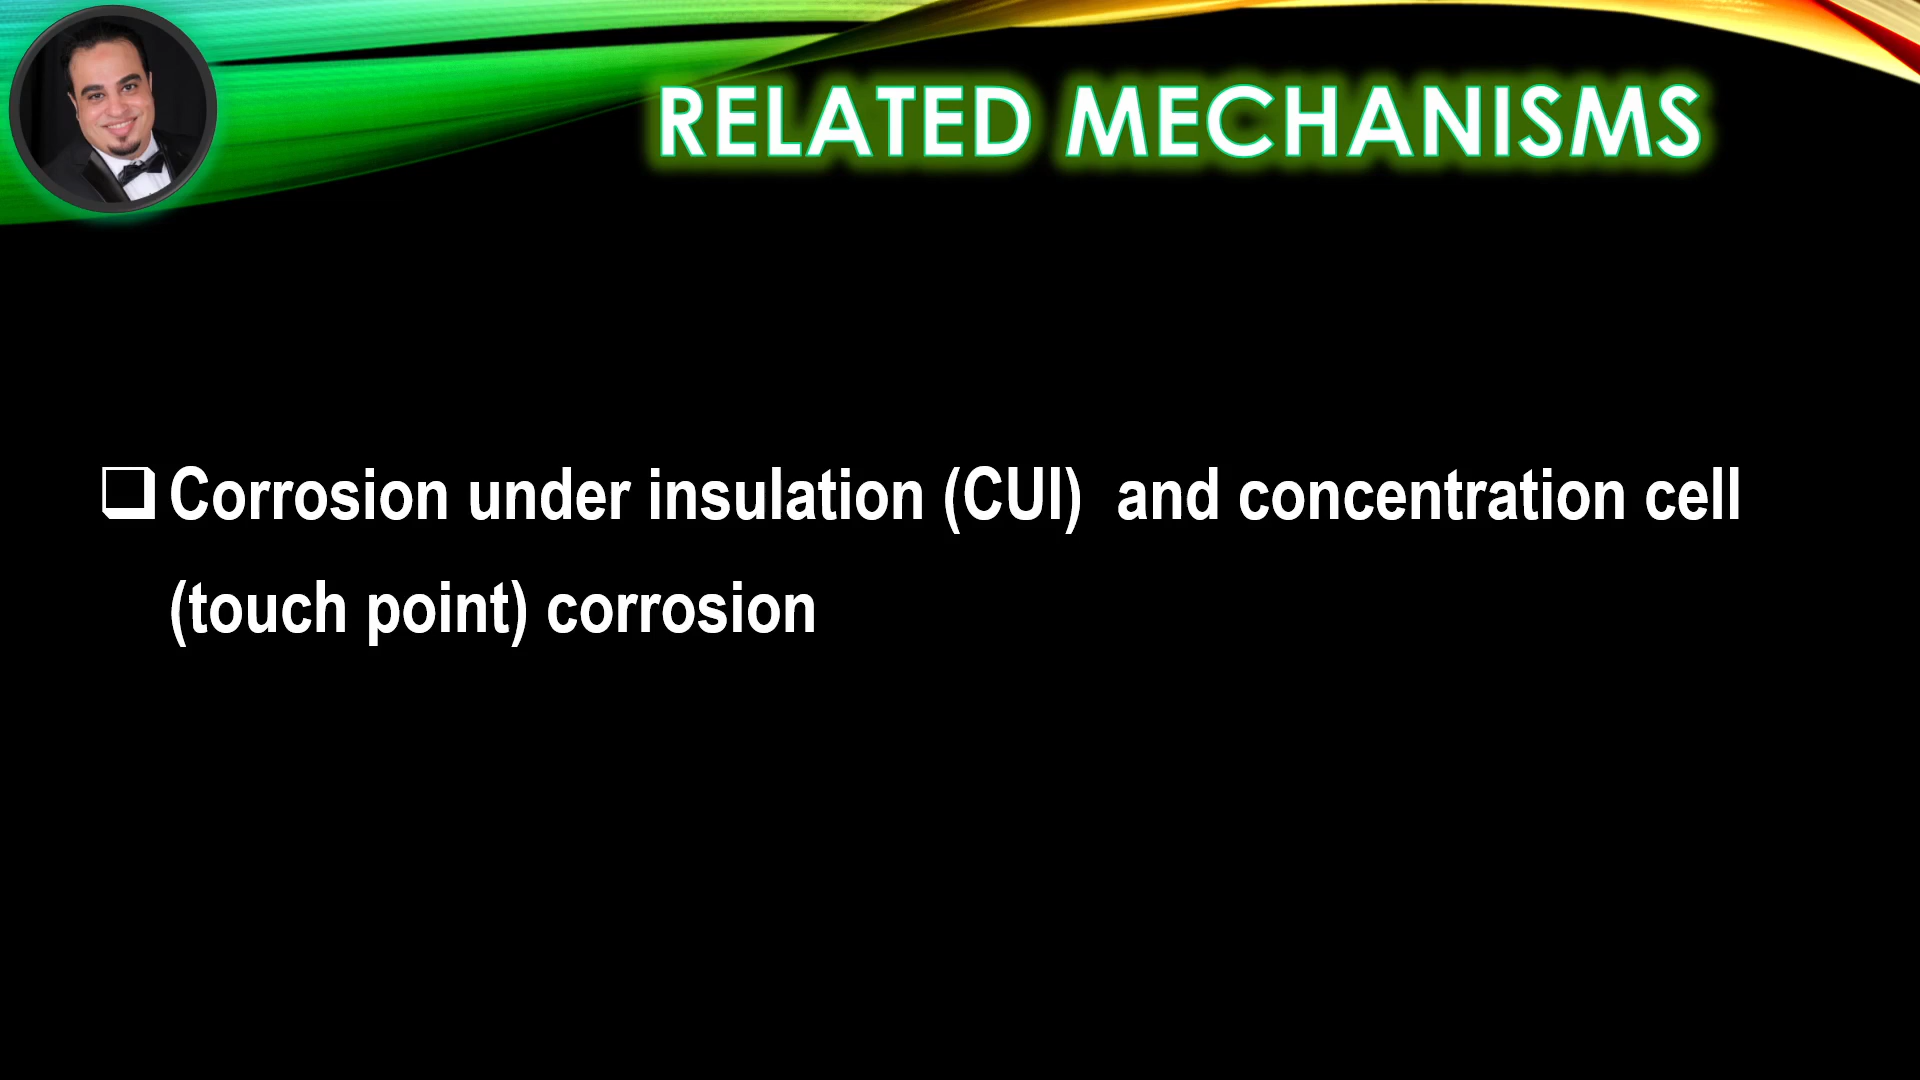 RELATED MECHANISMS
Corrosion under insulation (CUI)  and concentration cell
(touch point) corrosion